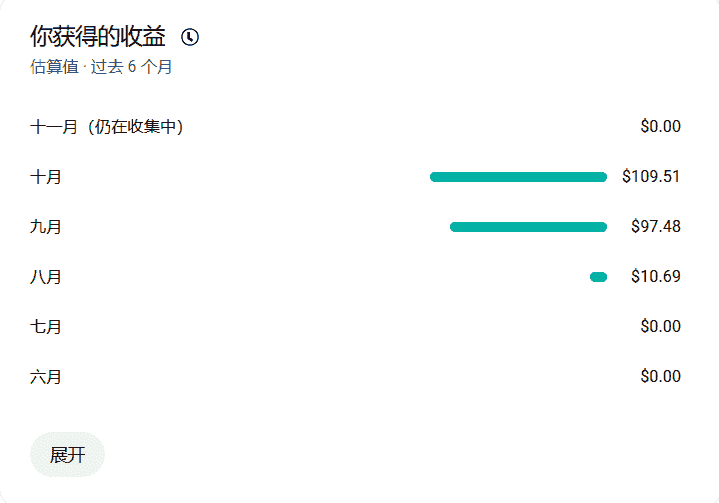 你获得的收益
估算值 · 过去 6 个月
十一月（仍在收集中） $0.00
十月 $109.51
九月 $97.48
八月 $10.69
七月 $0.00
六月 $0.00
展开